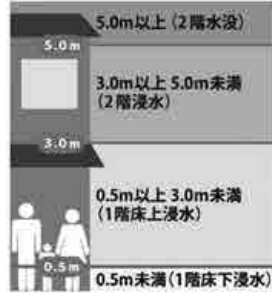 5.0m以上(2階水没)
5.0m
3.0m以上 5.0m未満
(2階浸水)
3.0m
0.5m以上 3.0m未満
(1階床上浸水)
0.5m
0.5m未満(1階床下浸水)